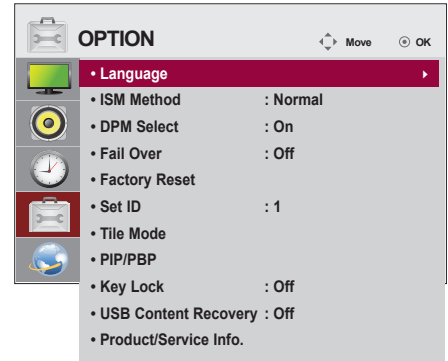 OPTION Move OK
• Language
• ISM Method : Normal
• DPM Select : On
• Fail Over : Off
• Factory Reset
• Set ID : 1
• Tile Mode
• PIP/PBP
• Key Lock : Off
• USB Content Recovery : Off
• Product/Service Info.